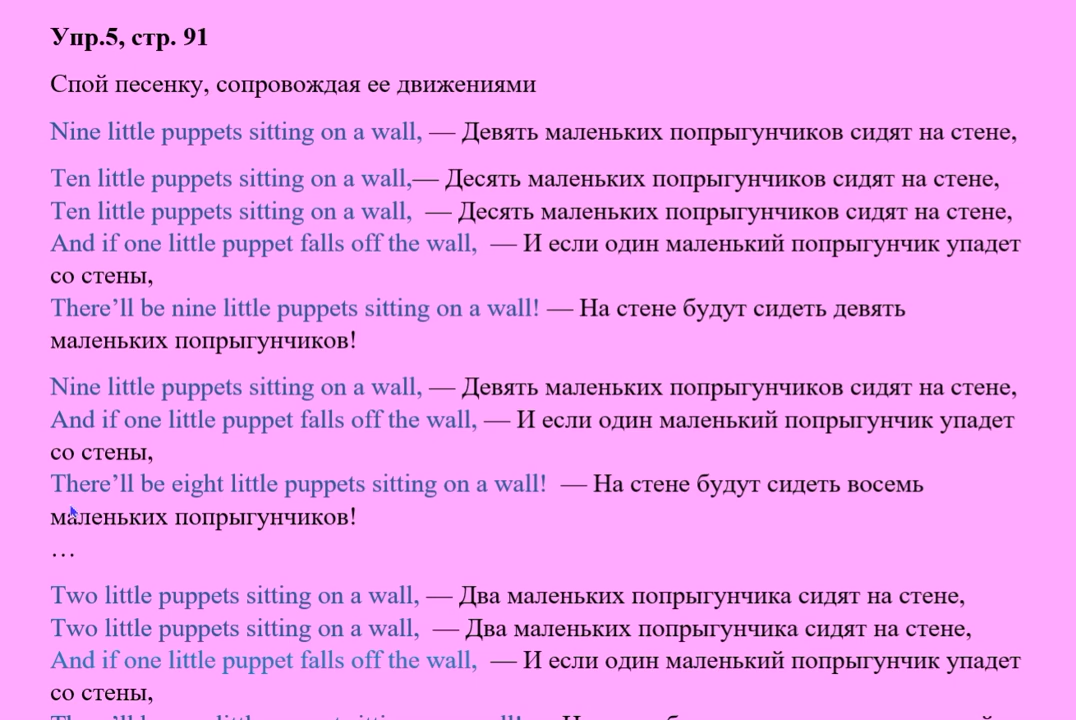 Упр.5, стр. 91
Спой песенку, сопровождая ее движениями
Nine little puppets sitting on a wall, — Девять маленьких попрыгунчиков сидят на стене,
Ten little puppets sitting on a wall,— Десять маленьких попрыгунчиков сидят на стене,
Ten little puppets sitting on a wall,  — Десять маленьких попрыгунчиков сидят на стене,
And if one little puppet falls off the wall,  — И если один маленький попрыгунчик упадет
со стены,
There’ll be nine little puppets sitting on a wall! — На стене будут сидеть девять
маленьких попрыгунчиков!
Nine little puppets sitting on a wall, — Девять маленьких попрыгунчиков сидят на стене,
And if one little puppet falls off the wall, — И если один маленький попрыгунчик упадет
со стены,
There’ll be eight little puppets sitting on a wall!  — На стене будут сидеть восемь
маленьких попрыгунчиков!
…
Two little puppets sitting on a wall, — Два маленьких попрыгунчика сидят на стене,
Two little puppets sitting on a wall,  — Два маленьких попрыгунчика сидят на стене,
And if one little puppet falls off the wall,  — И если один маленький попрыгунчик упадет
со стены,